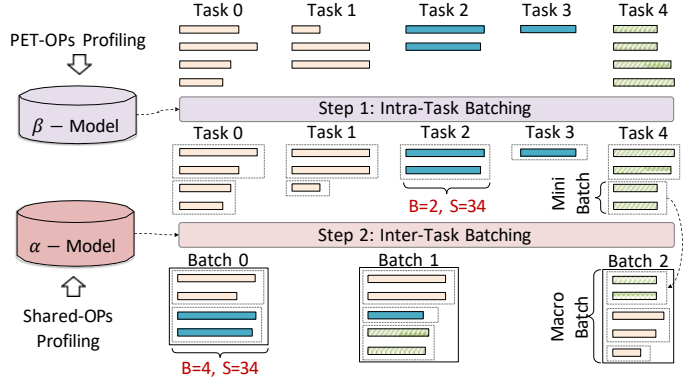 Task 0 Task 1 Task 2 Task 3 Task 4
PET-OPs Profiling
β – Model
Step 1: Intra-Task Batching
Task 0 Task 1 Task 2 Task 3 Task 4
Mini
Batch
B=2, S=34
α – Model
Step 2: Inter-Task Batching
Batch 0 Batch 1 Batch 2
Shared-OPs
Profiling
Macro
Batch
B=4, S=34